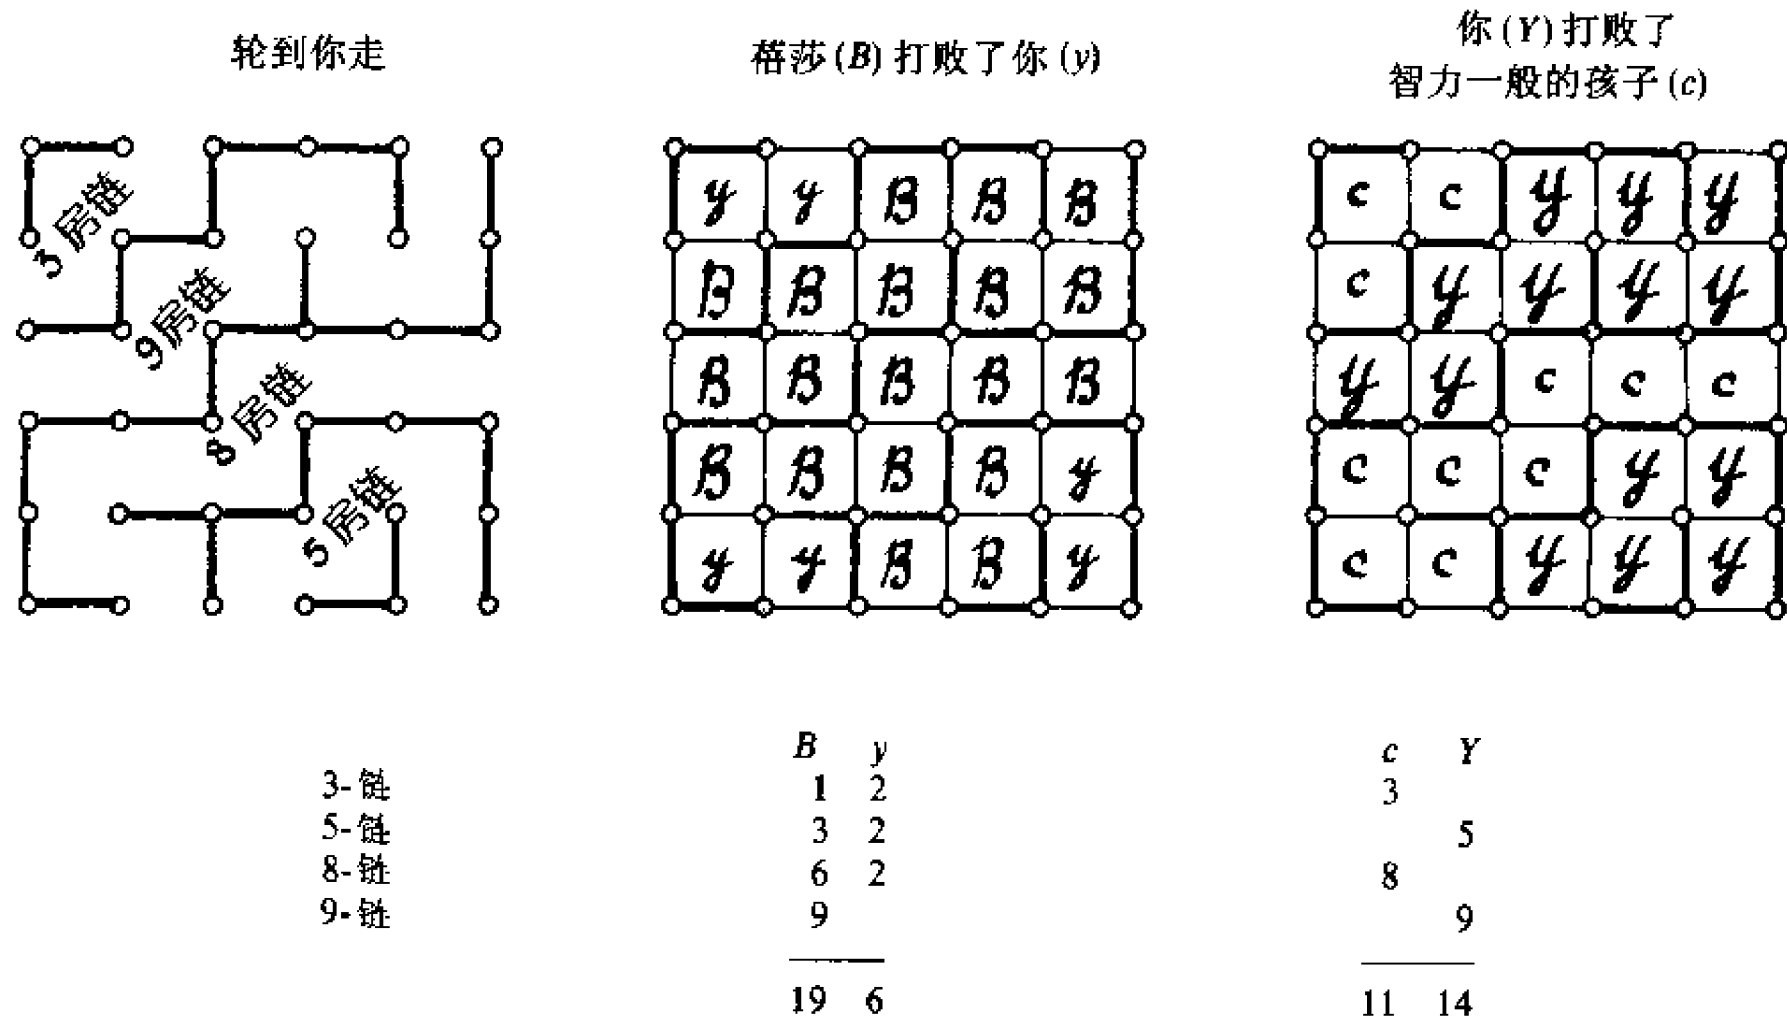 轮到你走
蓓莎(B)打败了你(y)
你(Y)打败了
智力一般的孩子(c)
3房链
9房链
8房链
5房链
y y B B B
B B B B B
B B B B B
B B B B y
y y B B y
c c Y Y Y
c Y Y Y Y
Y Y c c c
c c c Y Y
c c Y Y Y
3-链
5-链
8-链
9-链
B y
1 2
3 2
6 2
9
19 6
c Y
3
5
8
9
11 14